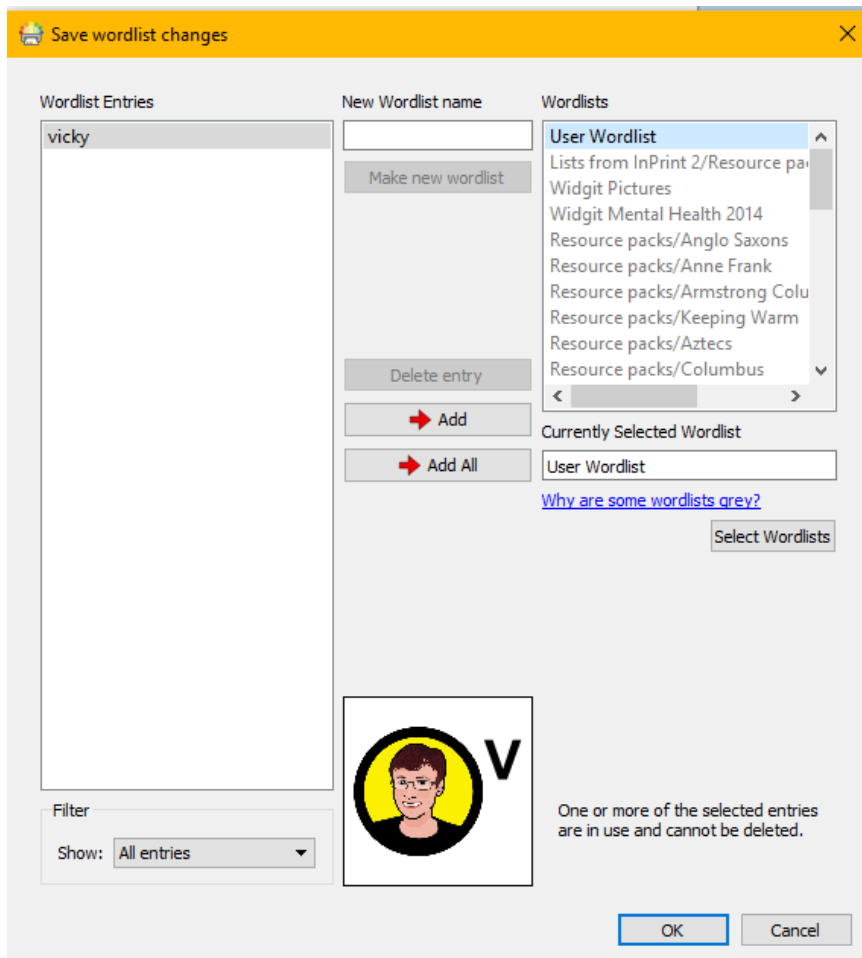 Save wordlist changes
Wordlist Entries
vicky
New Wordlist name
Make new wordlist
Delete entry
Add
Add All
Wordlists
User Wordlist
Lists from InPrint 2/Resource pa
Widgit Pictures
Widgit Mental Health 2014
Resource packs/Anglo Saxons
Resource packs/Anne Frank
Resource packs/Armstrong Colu
Resource packs/Keeping Warm
Resource packs/Aztecs
Resource packs/Columbus
Currently Selected Wordlist
User Wordlist
Why are some wordlists grey?
Select Wordlists
Filter
Show: All entries
V
One or more of the selected entries
are in use and cannot be deleted.
OK
Cancel